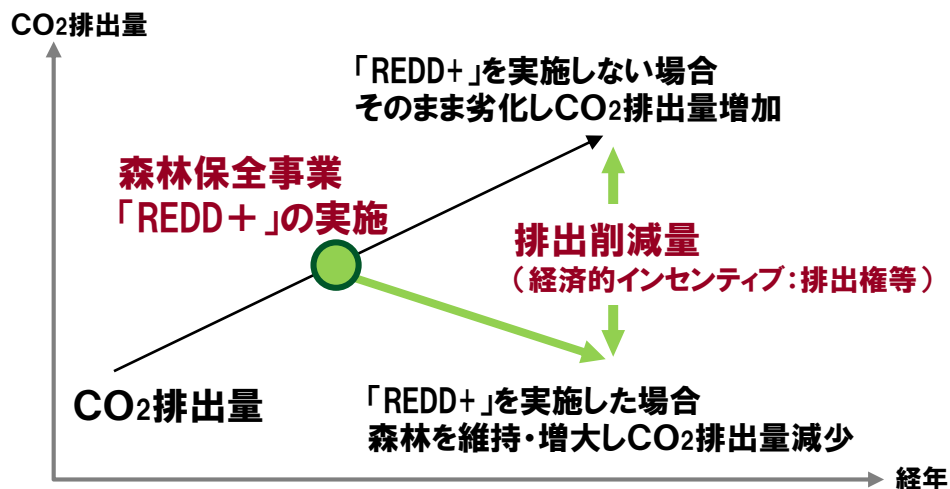 CO2排出量
「REDD+」を実施しない場合
そのまま劣化しCO2排出量増加
森林保全事業
「REDD＋」の実施
排出削減量
（経済的インセンティブ：排出権等）
CO2排出量
「REDD+」を実施した場合
森林を維持・増大しCO2排出量減少
経年